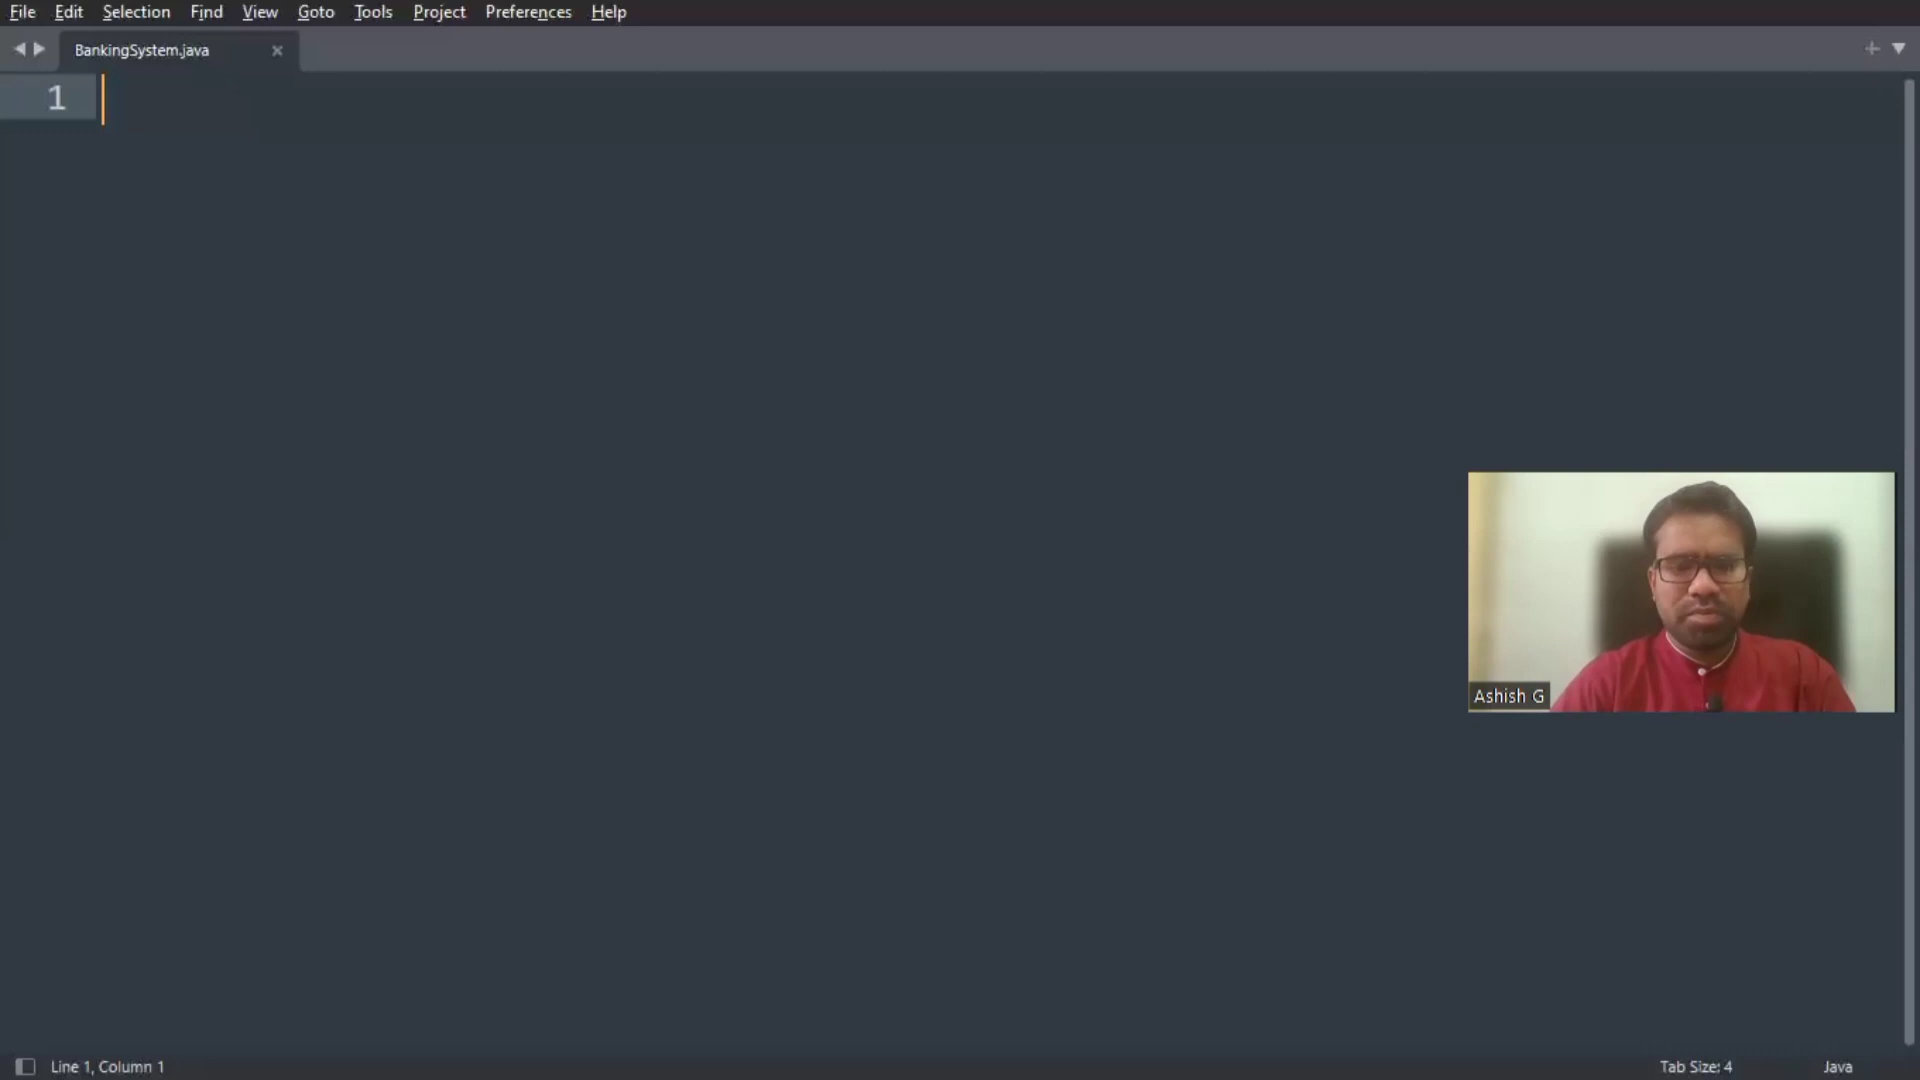 File Edit Selection Find View Goto Tools Project Preferences Help
BankingSystem.java
1
Ashish G
Line 1, Column 1 Tab Size: 4 Java